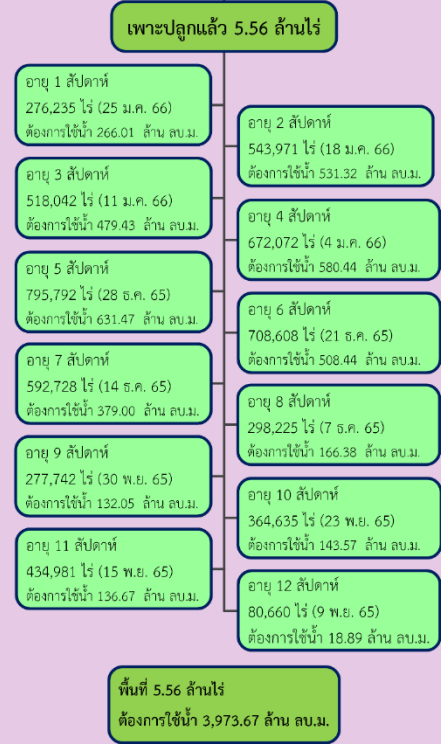 เพาะปลูกแล้ว 5.56 ล้านไร่
อายุ 1 สัปดาห์
276,235 ไร่ (25 ม.ค. 66)
ต้องการใช้น้ำ 266.01 ล้าน ลบ.ม.
อายุ 2 สัปดาห์
543,971 ไร่ (18 ม.ค. 66)
ต้องการใช้น้ำ 531.32 ล้าน ลบ.ม.
อายุ 3 สัปดาห์
518,042 ไร่ (11 ม.ค. 66)
ต้องการใช้น้ำ 479.43 ล้าน ลบ.ม.
อายุ 4 สัปดาห์
672,072 ไร่ (4 ม.ค. 66)
ต้องการใช้น้ำ 580.44 ล้าน ลบ.ม.
อายุ 5 สัปดาห์
795,792 ไร่ (28 ธ.ค. 65)
ต้องการใช้น้ำ 631.47 ล้าน ลบ.ม.
อายุ 6 สัปดาห์
708,608 ไร่ (21 ธ.ค. 65)
ต้องการใช้น้ำ 508.44 ล้าน ลบ.ม.
อายุ 7 สัปดาห์
592,728 ไร่ (14 ธ.ค. 65)
ต้องการใช้น้ำ 379.00 ล้าน ลบ.ม.
อายุ 8 สัปดาห์
298,225 ไร่ (7 ธ.ค. 65)
ต้องการใช้น้ำ 166.38 ล้าน ลบ.ม.
อายุ 9 สัปดาห์
277,742 ไร่ (30 พ.ย. 65)
ต้องการใช้น้ำ 132.05 ล้าน ลบ.ม.
อายุ 10 สัปดาห์
364,635 ไร่ (23 พ.ย. 65)
ต้องการใช้น้ำ 143.57 ล้าน ลบ.ม.
อายุ 11 สัปดาห์
434,981 ไร่ (15 พ.ย. 65)
ต้องการใช้น้ำ 136.67 ล้าน ลบ.ม.
อายุ 12 สัปดาห์
80,660 ไร่ (9 พ.ย. 65)
ต้องการใช้น้ำ 18.89 ล้าน ลบ.ม.
พื้นที่ 5.56 ล้านไร่
ต้องการใช้น้ำ 3,973.67 ล้าน ลบ.ม.